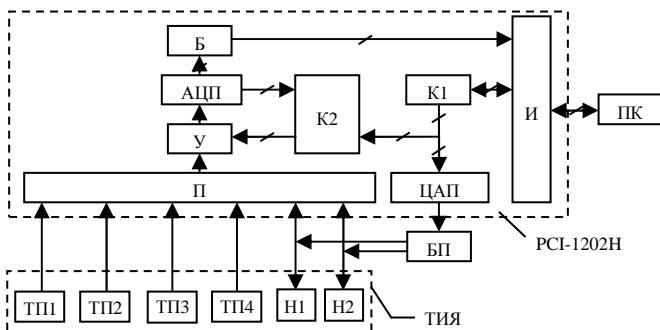 Б
АЦП
К2
К1
И
ПК
У
П
ЦАП
PCI-1202H
БП
ТП1
ТП2
ТП3
ТП4
Н1
Н2
ТИЯ